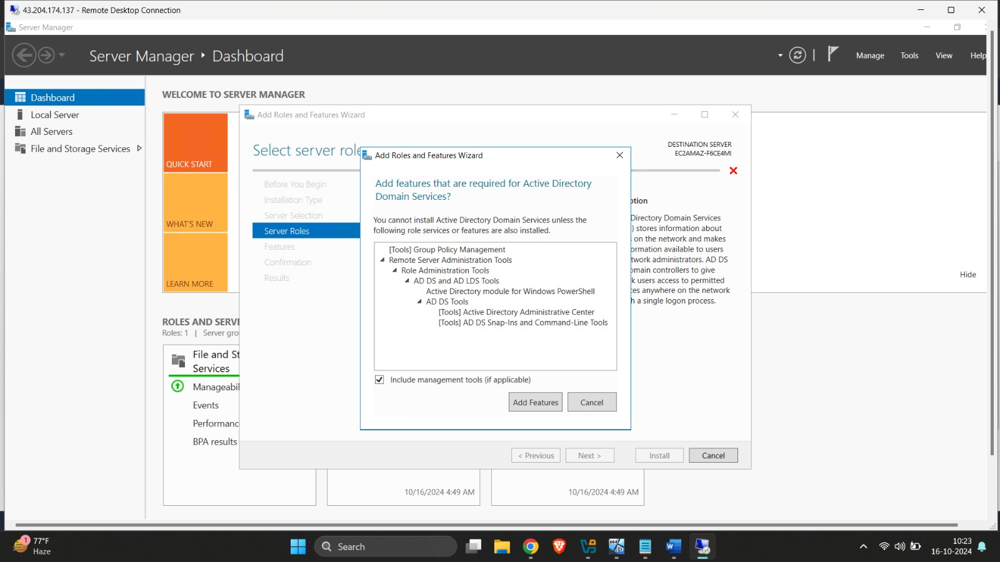 43.204.174.137 - Remote Desktop Connection
Server Manager
Server Manager ‣ Dashboard
Manage
Tools
View
Help
Dashboard
Local Server
All Servers
File and Storage Services
WELCOME TO SERVER MANAGER
QUICK START
WHAT'S NEW
LEARN MORE
Hide
ROLES AND SERVE
Roles: 1 | Server gro
File and St
Services
Manageabil
Events
Performanc
BPA results
10/16/2024 4:49 AM
10/16/2024 4:49 AM
Add Roles and Features Wizard
Select server role
DESTINATION SERVER
EC2AMAZ-F6CE4MI
Before You Begin
Installation Type
Server Selection
Server Roles
Features
Confirmation
Results
ption
Directory Domain Services
) stores information about
on the network and makes
ormation available to users
twork administrators. AD DS
omain controllers to give
k users access to permitted
ces anywhere on the network
h a single logon process.
< Previous
Next >
Install
Cancel
Add Roles and Features Wizard
Add features that are required for Active Directory
Domain Services?
You cannot install Active Directory Domain Services unless the
following role services or features are also installed.
[Tools] Group Policy Management
Remote Server Administration Tools
Role Administration Tools
AD DS and AD LDS Tools
Active Directory module for Windows PowerShell
AD DS Tools
[Tools] Active Directory Administrative Center
[Tools] AD DS Snap-Ins and Command-Line Tools
Include management tools (if applicable)
Add Features
Cancel
1
77°F
Haze
Search
x64
W
10:23
16-10-2024